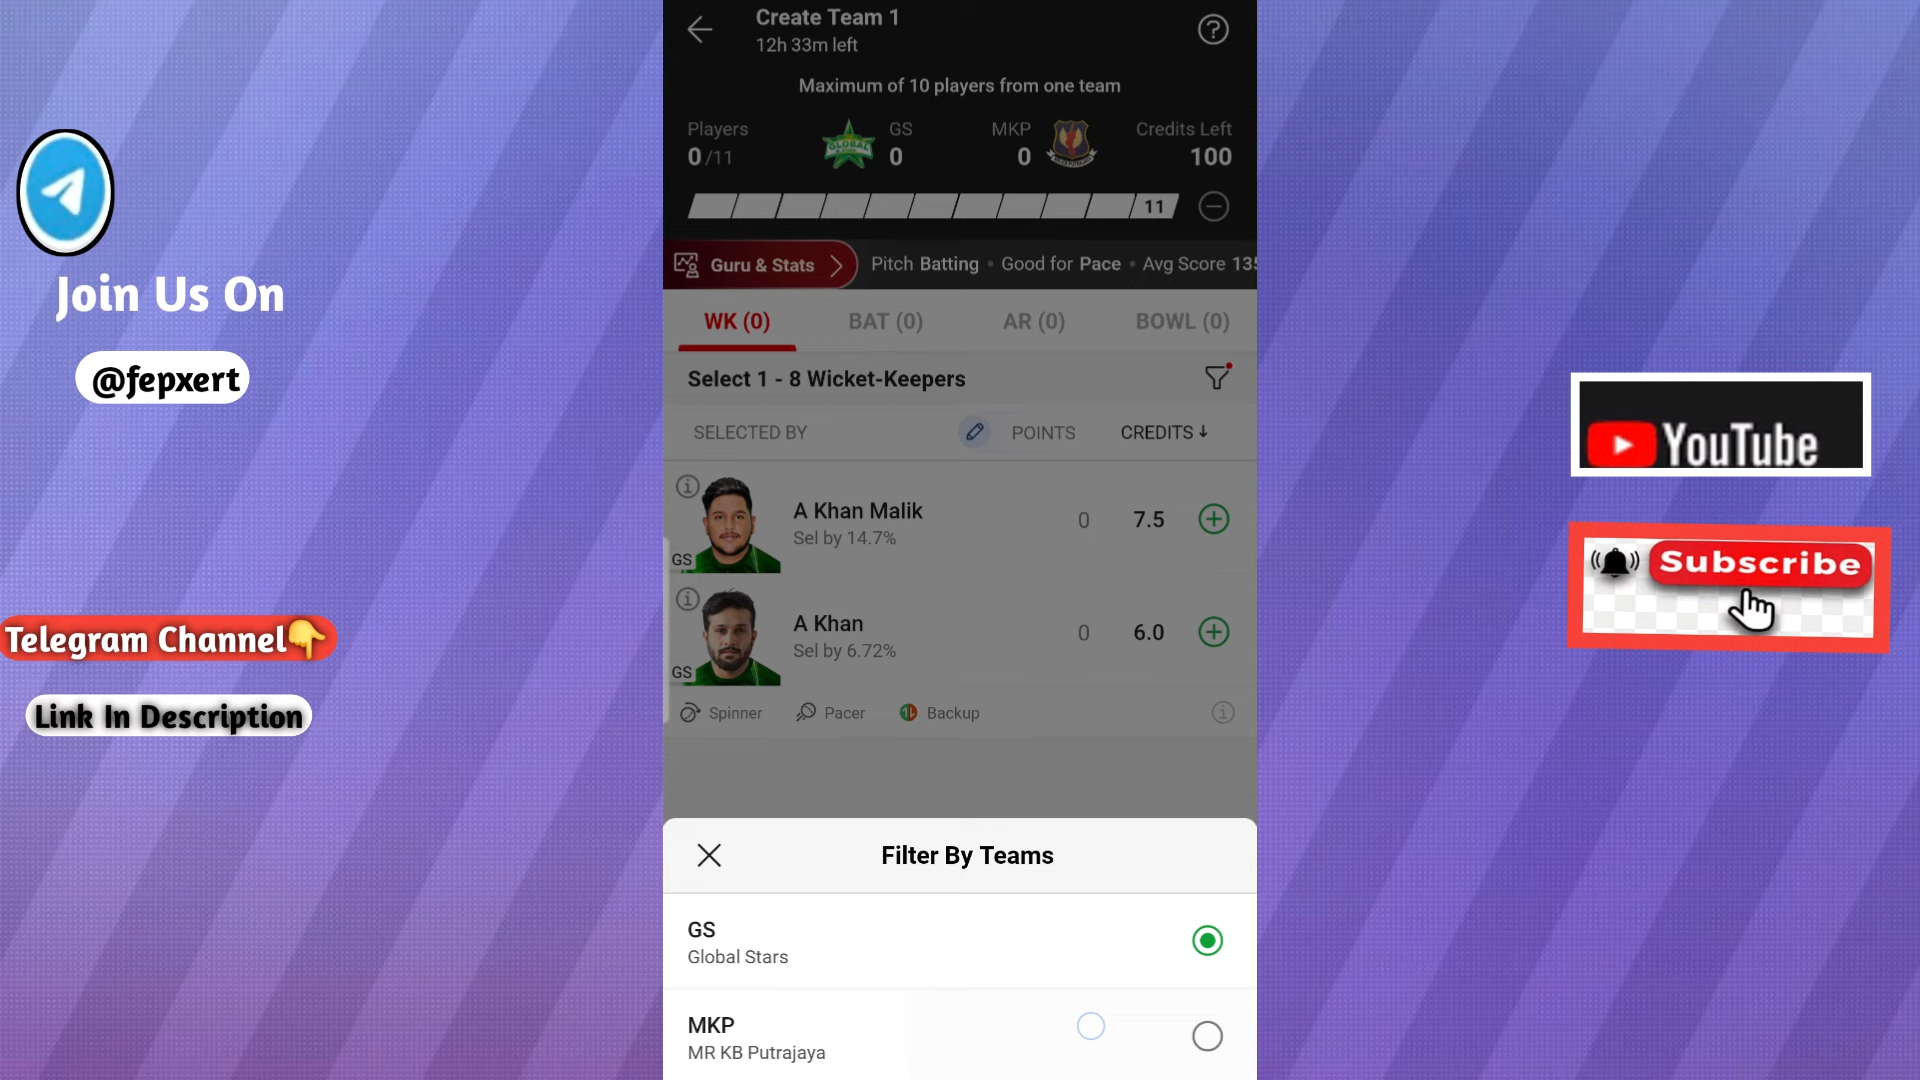 Join Us On
@fepxert
Telegram Channel👇
Link In Description
Create Team 1
12h 33m left
Maximum of 10 players from one team
Players
0/11
GLOBAL
GS
0
MKP
0
Credits Left
100
11
Guru & Stats
Pitch Batting • Good for Pace • Avg Score 135
WK (0) BAT (0) AR (0) BOWL (0)
Select 1 - 8 Wicket-Keepers
SELECTED BY POINTS CREDITS↓
GS
A Khan Malik
Sel by 14.7%
0 7.5
GS
A Khan
Sel by 6.72%
0 6.0
Spinner Pacer Backup
Filter By Teams
GS
Global Stars
MKP
MR KB Putrajaya
YouTube
Subscribe